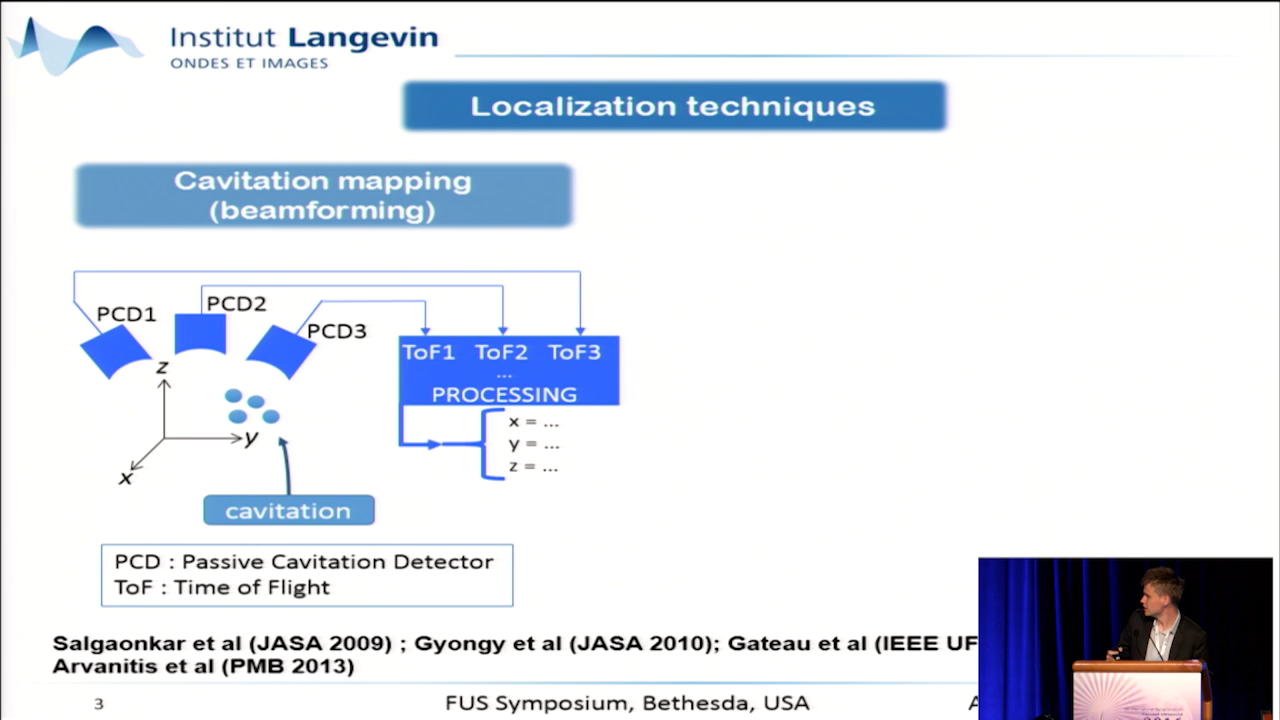 Institut Langevin
ONDES ET IMAGES
Localization techniques
Cavitation mapping
(beamforming)
PCD1
PCD2
PCD3
z
y
x
ToF1 ToF2 ToF3
...
PROCESSING
x = ...
y = ...
z = ...
cavitation
PCD : Passive Cavitation Detector
ToF : Time of Flight
Salgaonkar et al (JASA 2009) ; Gyongy et al (JASA 2010); Gateau et al (IEEE UF
Arvanitis et al (PMB 2013)
3
FUS Symposium, Bethesda, USA